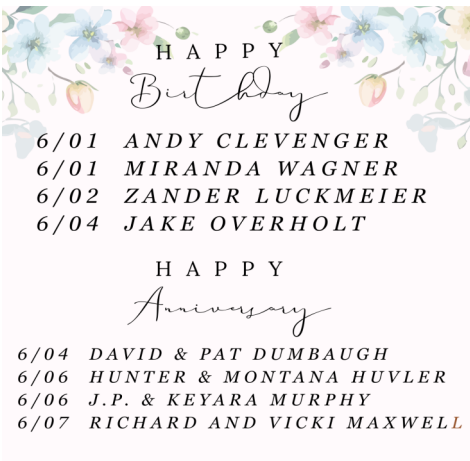 HAPPY
Birthday
6/01 ANDY CLEVENGER
6/01 MIRANDA WAGNER
6/02 ZANDER LUCKMEIER
6/04 JAKE OVERHOLT
HAPPY
Anniversary
6/04 DAVID & PAT DUMBAUGH
6/06 HUNTER & MONTANA HUVLER
6/06 J.P. & KEYARA MURPHY
6/07 RICHARD AND VICKI MAXWELL